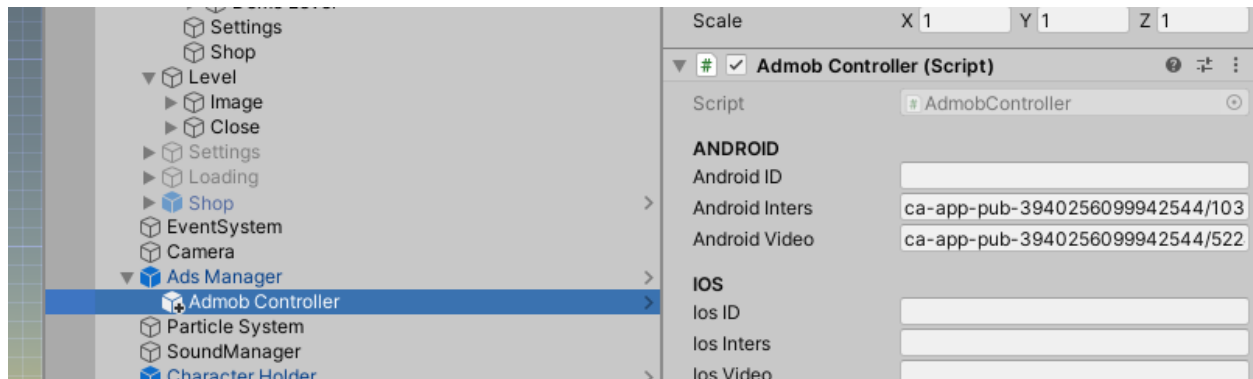 Settings
Shop
Level
Image
Close
Settings
Loading
Shop
EventSystem
Camera
Ads Manager
Admob Controller
Particle System
SoundManager
Character Holder
Scale X 1 Y 1 Z 1
# Admob Controller (Script)
Script # AdmobController
ANDROID
Android ID
Android Inters ca-app-pub-3940256099942544/103
Android Video ca-app-pub-3940256099942544/522
IOS
Ios ID
Ios Inters
Ios Video